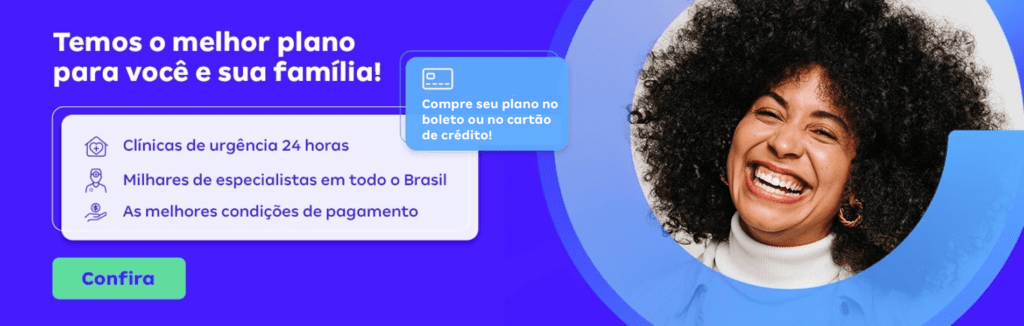 Temos o melhor plano
para você e sua família!
Compre seu plano no
boleto ou no cartão
de crédito!
Clínicas de urgência 24 horas
Milhares de especialistas em todo o Brasil
As melhores condições de pagamento
Confira